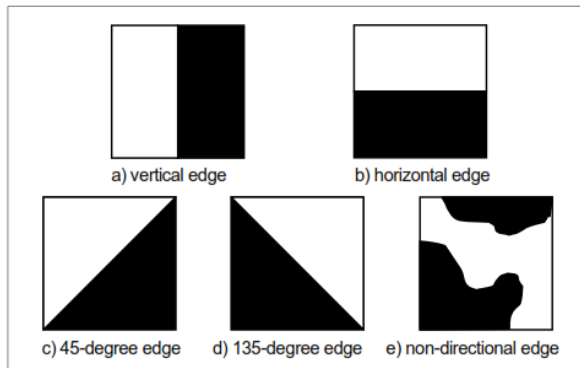 a) vertical edge
b) horizontal edge
c) 45-degree edge
d) 135-degree edge
e) non-directional edge